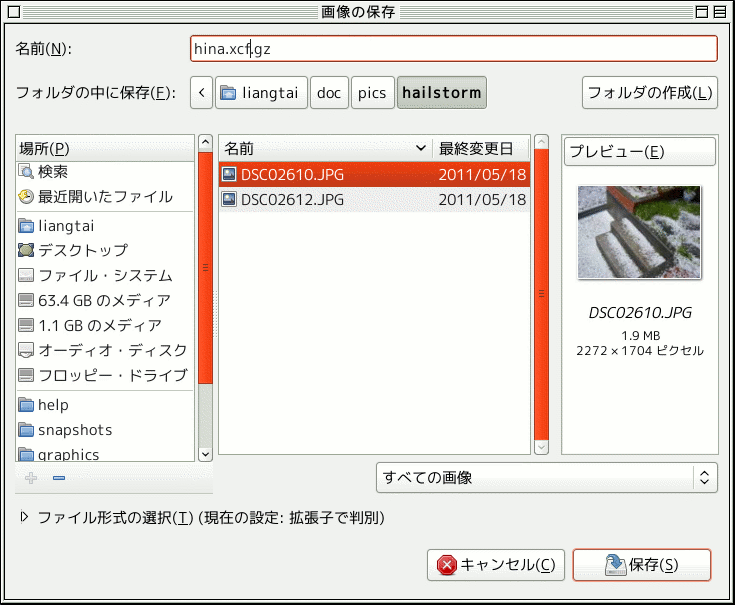 画像の保存
名前(N): hina.xcf.gz
フォルダの中に保存(F): < liangtai doc pics hailstorm フォルダの作成(L)
場所(P)
検索
最近開いたファイル
liangtai
デスクトップ
ファイル・システム
63.4 GB のメディア
1.1 GB のメディア
オーディオ・ディスク
フロッピー・ドライブ
help
snapshots
graphics
名前 最終変更日
DSC02610.JPG 2011/05/18
DSC02612.JPG 2011/05/18
プレビュー(E)
DSC02610.JPG
1.9 MB
2272 × 1704 ピクセル
すべての画像
ファイル形式の選択(T) (現在の設定: 拡張子で判別)
キャンセル(C) 保存(S)